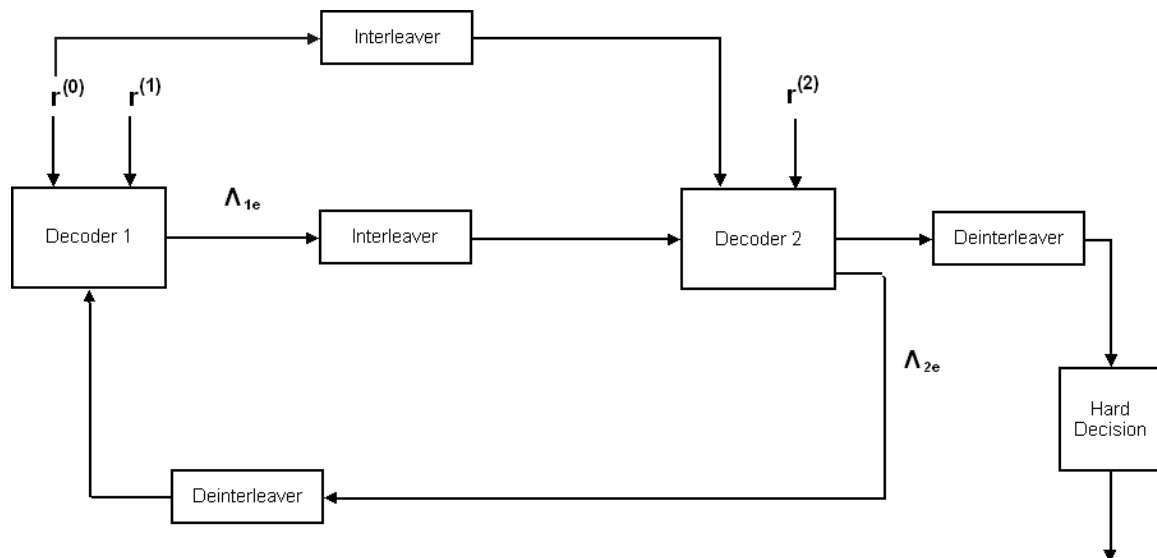 Interleaver
r(0)
r(1)
r(2)
Λ1e
Decoder 1
Interleaver
Decoder 2
Deinterleaver
Λ2e
Hard
Decision
Deinterleaver